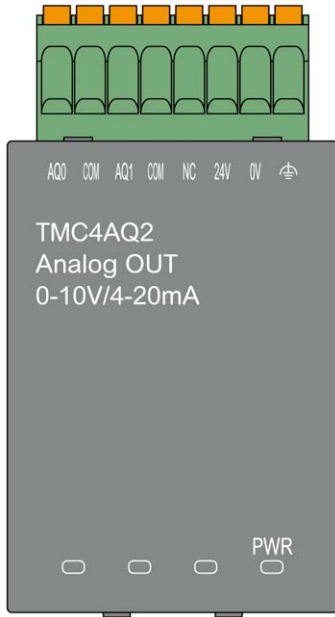 AQ0 COM AQ1 COM NC 24V 0V
TMC4AQ2
Analog OUT
0-10V/4-20mA
PWR